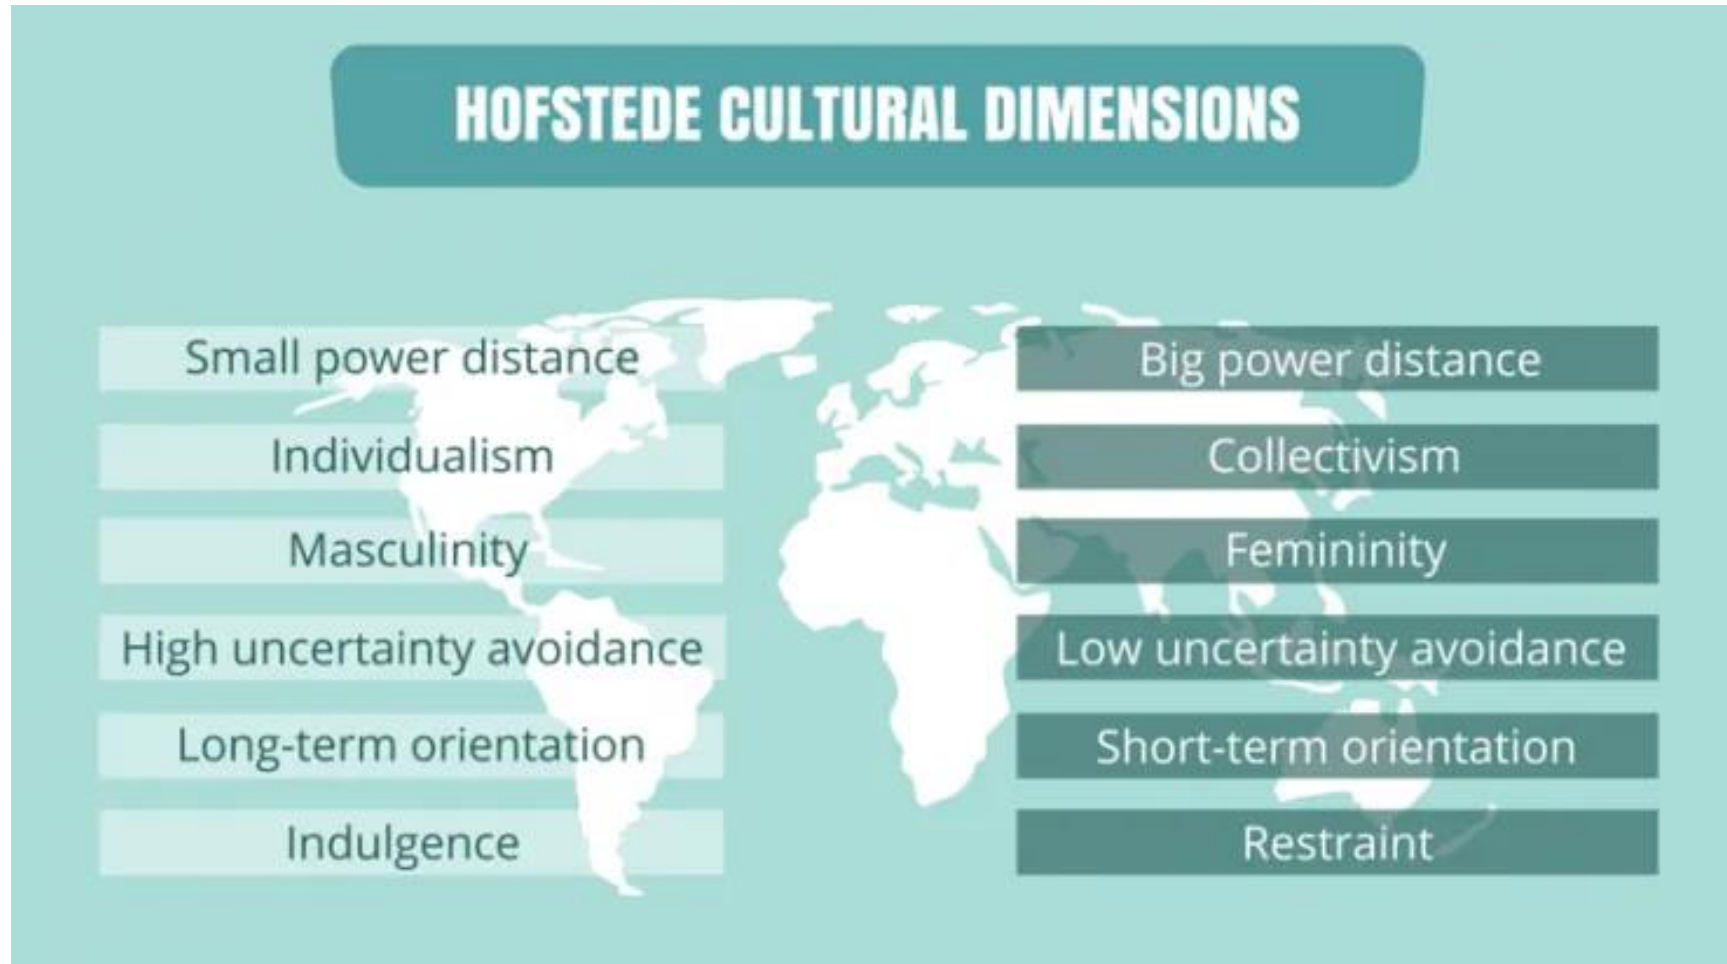 HOFSTEDE CULTURAL DIMENSIONS
Small power distance
Big power distance
Individualism
Collectivism
Masculinity
Femininity
High uncertainty avoidance
Low uncertainty avoidance
Long-term orientation
Short-term orientation
Indulgence
Restraint